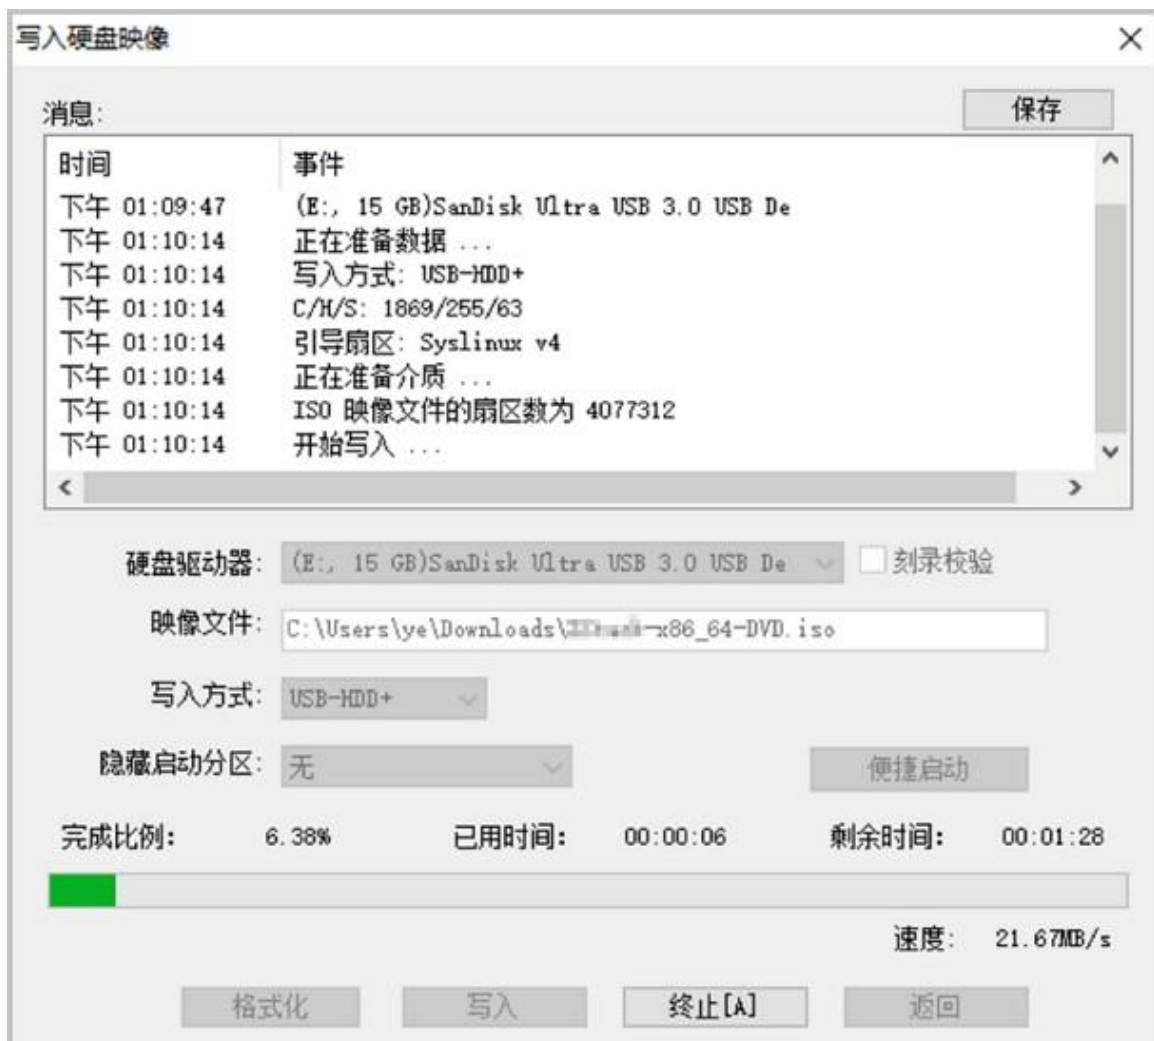 写入硬盘映像
消息:
保存
时间 事件
下午 01:09:47 (E:, 15 GB)SanDisk Ultra USB 3.0 USB De
下午 01:10:14 正在准备数据 ...
下午 01:10:14 写入方式: USB-HDD+
下午 01:10:14 C/H/S: 1869/255/63
下午 01:10:14 引导扇区: Syslinux v4
下午 01:10:14 正在准备介质 ...
下午 01:10:14 ISO 映像文件的扇区数为 4077312
下午 01:10:14 开始写入 ...
硬盘驱动器: (E:, 15 GB)SanDisk Ultra USB 3.0 USB De 刻录校验
映像文件: C:\Users\ye\Downloads\ -x86_64-DVD.iso
写入方式: USB-HDD+
隐藏启动分区: 无 便捷启动
完成比例: 6.38% 已用时间: 00:00:06 剩余时间: 00:01:28
速度: 21.67MB/s
格式化 写入 终止[A] 返回